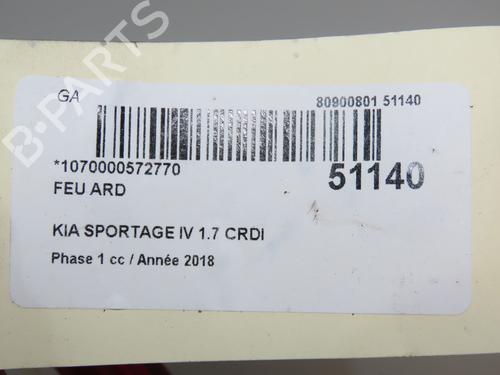 GA
80900801 51140
*1070000572770
51140
FEU ARD
KIA SPORTAGE IV 1.7 CRDI
Phase 1 cc / Année 2018
B-PARTS